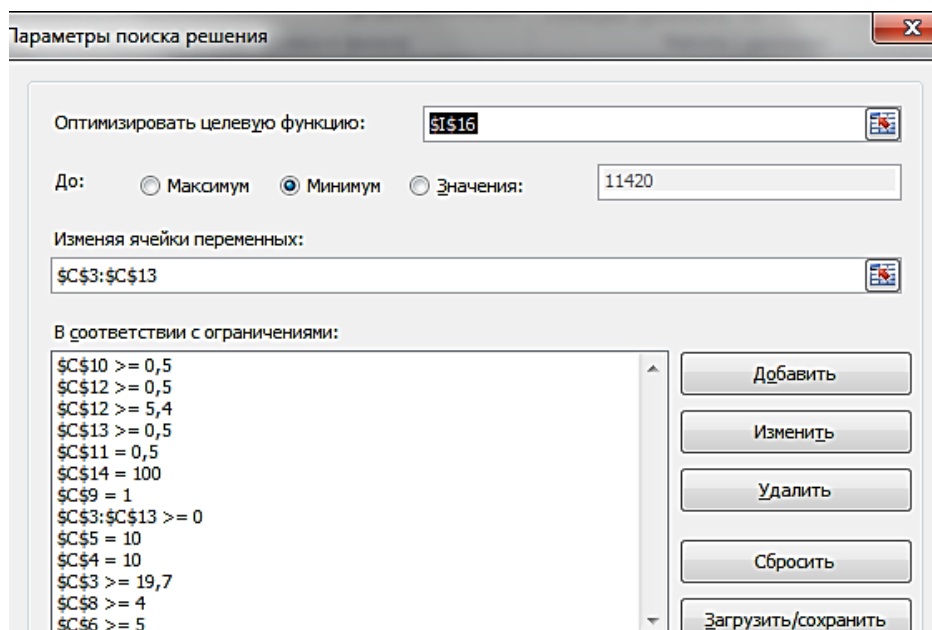 Параметры поиска решения
Оптимизировать целевую функцию: $I$16
До: Максимум Минимум Значения: 11420
Изменяя ячейки переменных:
$C$3:$C$13
В соответствии с ограничениями:
$C$10 >= 0,5
$C$12 >= 0,5
$C$12 >= 5,4
$C$13 >= 0,5
$C$11 = 0,5
$C$14 = 100
$C$9 = 1
$C$3:$C$13 >= 0
$C$5 = 10
$C$4 = 10
$C$3 >= 19,7
$C$8 >= 4
$C$6 >= 5
Добавить
Изменить
Удалить
Сбросить
Загрузить/сохранить